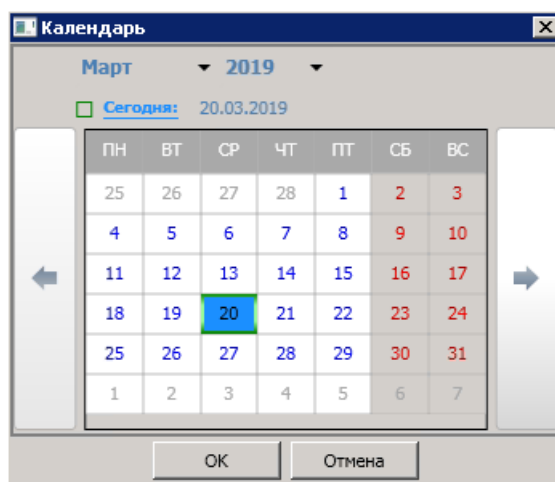 Календарь
Март 2019
Сегодня: 20.03.2019
ПН ВТ СР ЧТ ПТ СБ ВС
25 26 27 28 1 2 3
4 5 6 7 8 9 10
11 12 13 14 15 16 17
18 19 20 21 22 23 24
25 26 27 28 29 30 31
1 2 3 4 5 6 7
OK Отмена